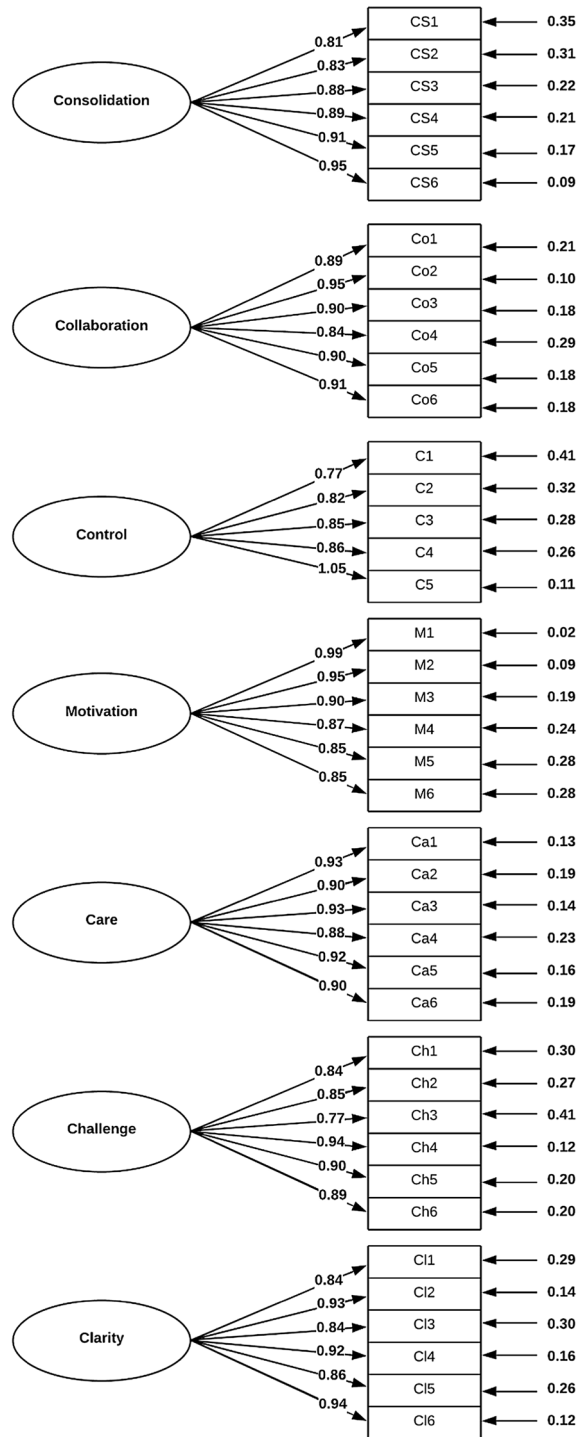 0.81 CS1 0.35
0.83 CS2 0.31
0.88 CS3 0.22
Consolidation
0.89 CS4 0.21
0.91 CS5 0.17
0.95 CS6 0.09
0.89 Co1 0.21
0.95 Co2 0.10
0.90 Co3 0.18
Collaboration
0.84 Co4 0.29
0.90 Co5 0.18
0.91 Co6 0.18
0.77 C1 0.41
0.82 C2 0.32
0.85 C3 0.28
Control
0.86 C4 0.26
1.05 C5 0.11
0.99 M1 0.02
0.95 M2 0.09
0.90 M3 0.19
Motivation
0.87 M4 0.24
0.85 M5 0.28
0.85 M6 0.28
0.93 Ca1 0.13
0.90 Ca2 0.19
0.93 Ca3 0.14
Care
0.88 Ca4 0.23
0.92 Ca5 0.16
0.90 Ca6 0.19
0.84 Ch1 0.30
0.85 Ch2 0.27
0.77 Ch3 0.41
Challenge
0.94 Ch4 0.12
0.90 Ch5 0.20
0.89 Ch6 0.20
0.84 Cl1 0.29
0.93 Cl2 0.14
0.84 Cl3 0.30
Clarity
0.92 Cl4 0.16
0.86 Cl5 0.26
0.94 Cl6 0.12